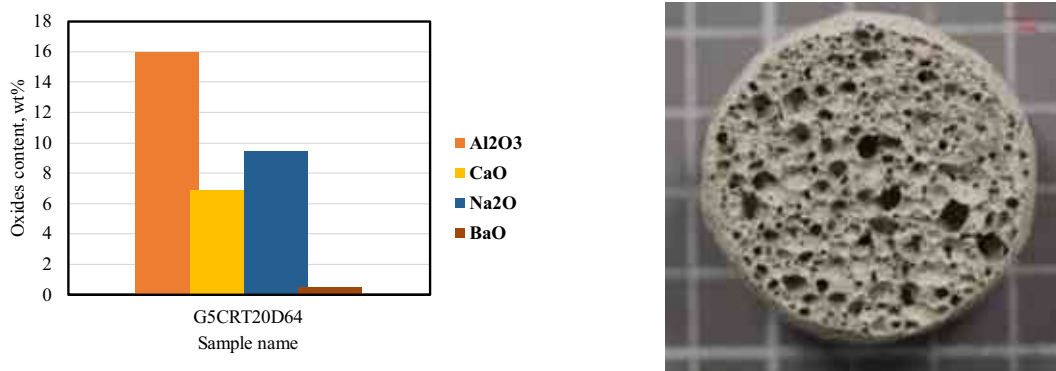 18
16
14
12
10
8
6
4
2
0
Oxides content, wt%
G5CRT20D64
Sample name
Al2O3
CaO
Na2O
BaO